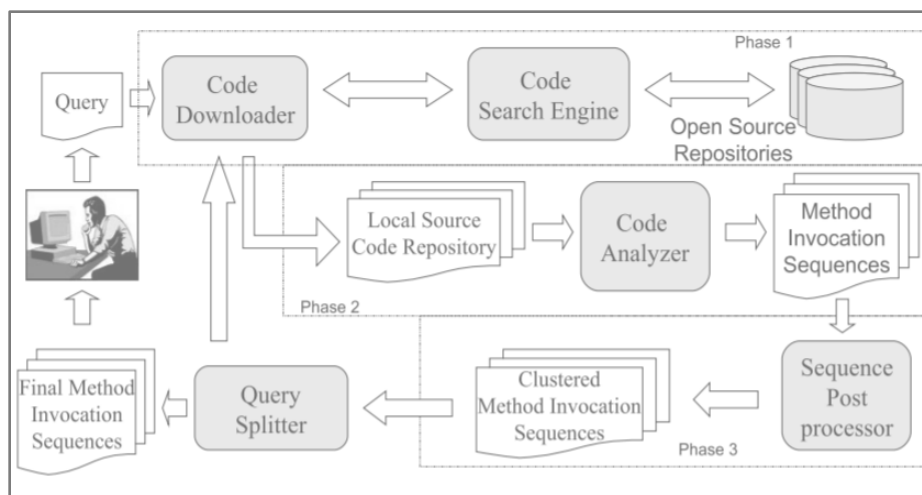 Phase 1
Query
Code
Downloader
Code
Search Engine
Open Source
Repositories
Local Source
Code Repository
Code
Analyzer
Method
Invocation
Sequences
Phase 2
Final Method
Invocation
Sequences
Query
Splitter
Clustered
Method Invocation
Sequences
Sequence
Post
processor
Phase 3